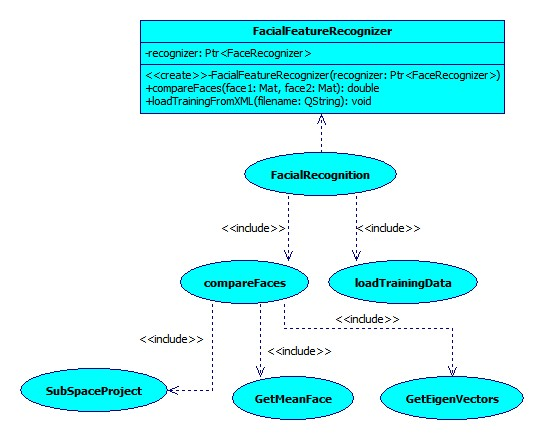 FacialFeatureRecognizer
-recognizer: Ptr<FaceRecognizer>
<<create>>-FacialFeatureRecognizer(recognizer: Ptr<FaceRecognizer>)
+compareFaces(face1: Mat, face2: Mat): double
+loadTrainingFromXML(filename: QString): void
FacialRecognition
<<include>>
<<include>>
compareFaces
loadTrainingData
<<include>>
<<include>>
<<include>>
SubSpaceProject
GetMeanFace
GetEigenVectors